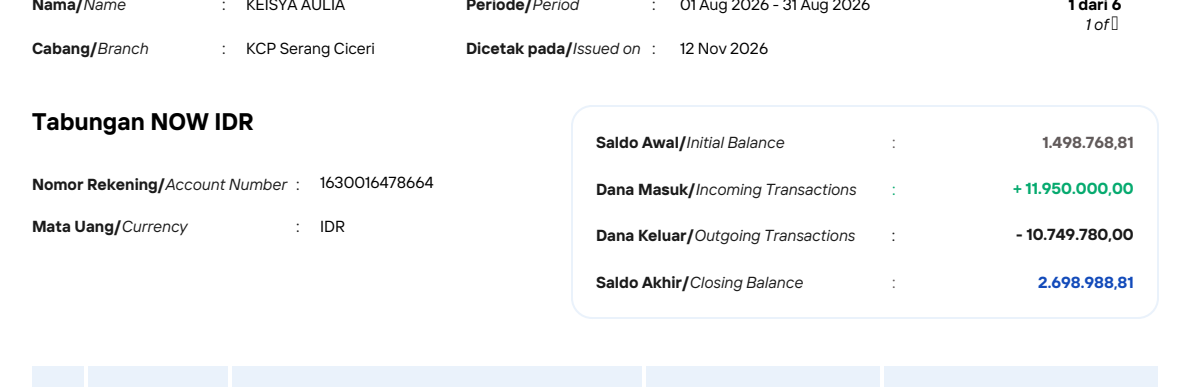 Nama/Name : KEISYA AULIA Periode/Period : 01 Aug 2026 - 31 Aug 2026 1 dari 6
1 of
Cabang/Branch : KCP Serang Ciceri Dicetak pada/Issued on : 12 Nov 2026
Tabungan NOW IDR
Nomor Rekening/Account Number : 1630016478664
Mata Uang/Currency : IDR
Saldo Awal/Initial Balance : 1.498.768,81
Dana Masuk/Incoming Transactions : + 11.950.000,00
Dana Keluar/Outgoing Transactions : - 10.749.780,00
Saldo Akhir/Closing Balance : 2.698.988,81